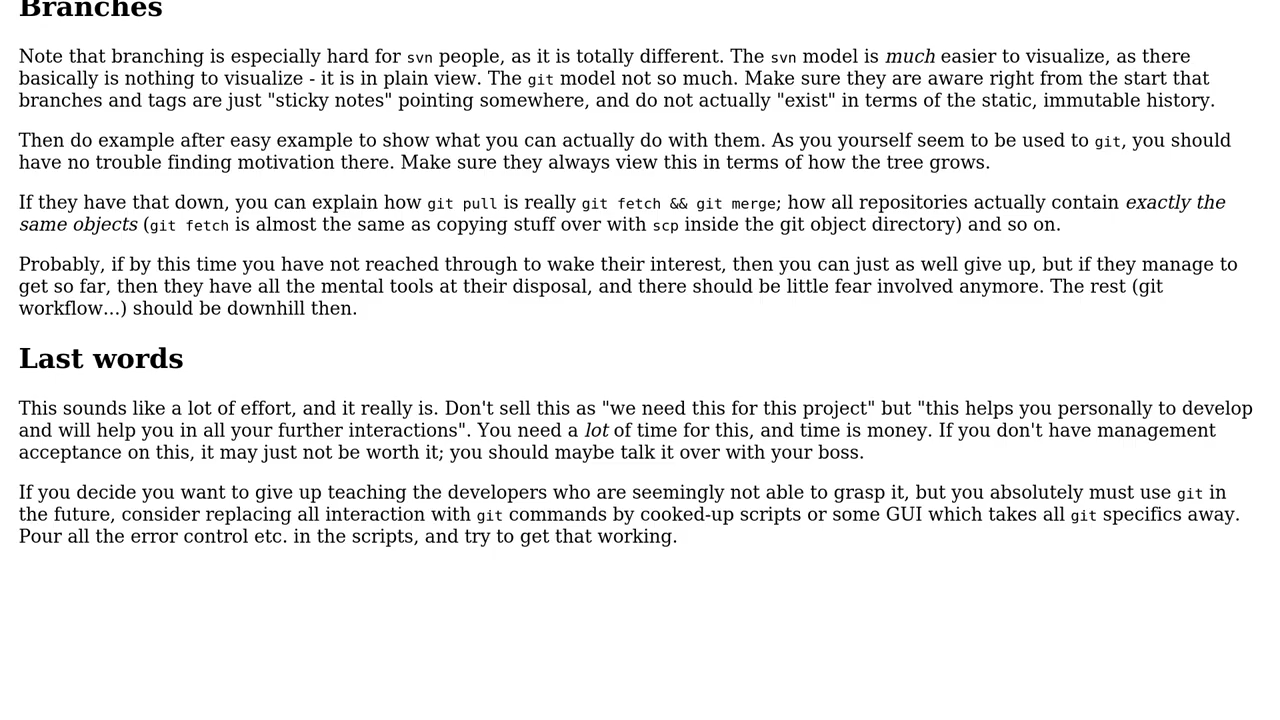 Branches
Note that branching is especially hard for svn people, as it is totally different. The svn model is much easier to visualize, as there
basically is nothing to visualize - it is in plain view. The git model not so much. Make sure they are aware right from the start that
branches and tags are just "sticky notes" pointing somewhere, and do not actually "exist" in terms of the static, immutable history.
Then do example after easy example to show what you can actually do with them. As you yourself seem to be used to git, you should
have no trouble finding motivation there. Make sure they always view this in terms of how the tree grows.
If they have that down, you can explain how git pull is really git fetch && git merge; how all repositories actually contain exactly the
same objects (git fetch is almost the same as copying stuff over with scp inside the git object directory) and so on.
Probably, if by this time you have not reached through to wake their interest, then you can just as well give up, but if they manage to
get so far, then they have all the mental tools at their disposal, and there should be little fear involved anymore. The rest (git
workflow...) should be downhill then.
Last words
This sounds like a lot of effort, and it really is. Don't sell this as "we need this for this project" but "this helps you personally to develop
and will help you in all your further interactions". You need a lot of time for this, and time is money. If you don't have management
acceptance on this, it may just not be worth it; you should maybe talk it over with your boss.
If you decide you want to give up teaching the developers who are seemingly not able to grasp it, but you absolutely must use git in
the future, consider replacing all interaction with git commands by cooked-up scripts or some GUI which takes all git specifics away.
Pour all the error control etc. in the scripts, and try to get that working.